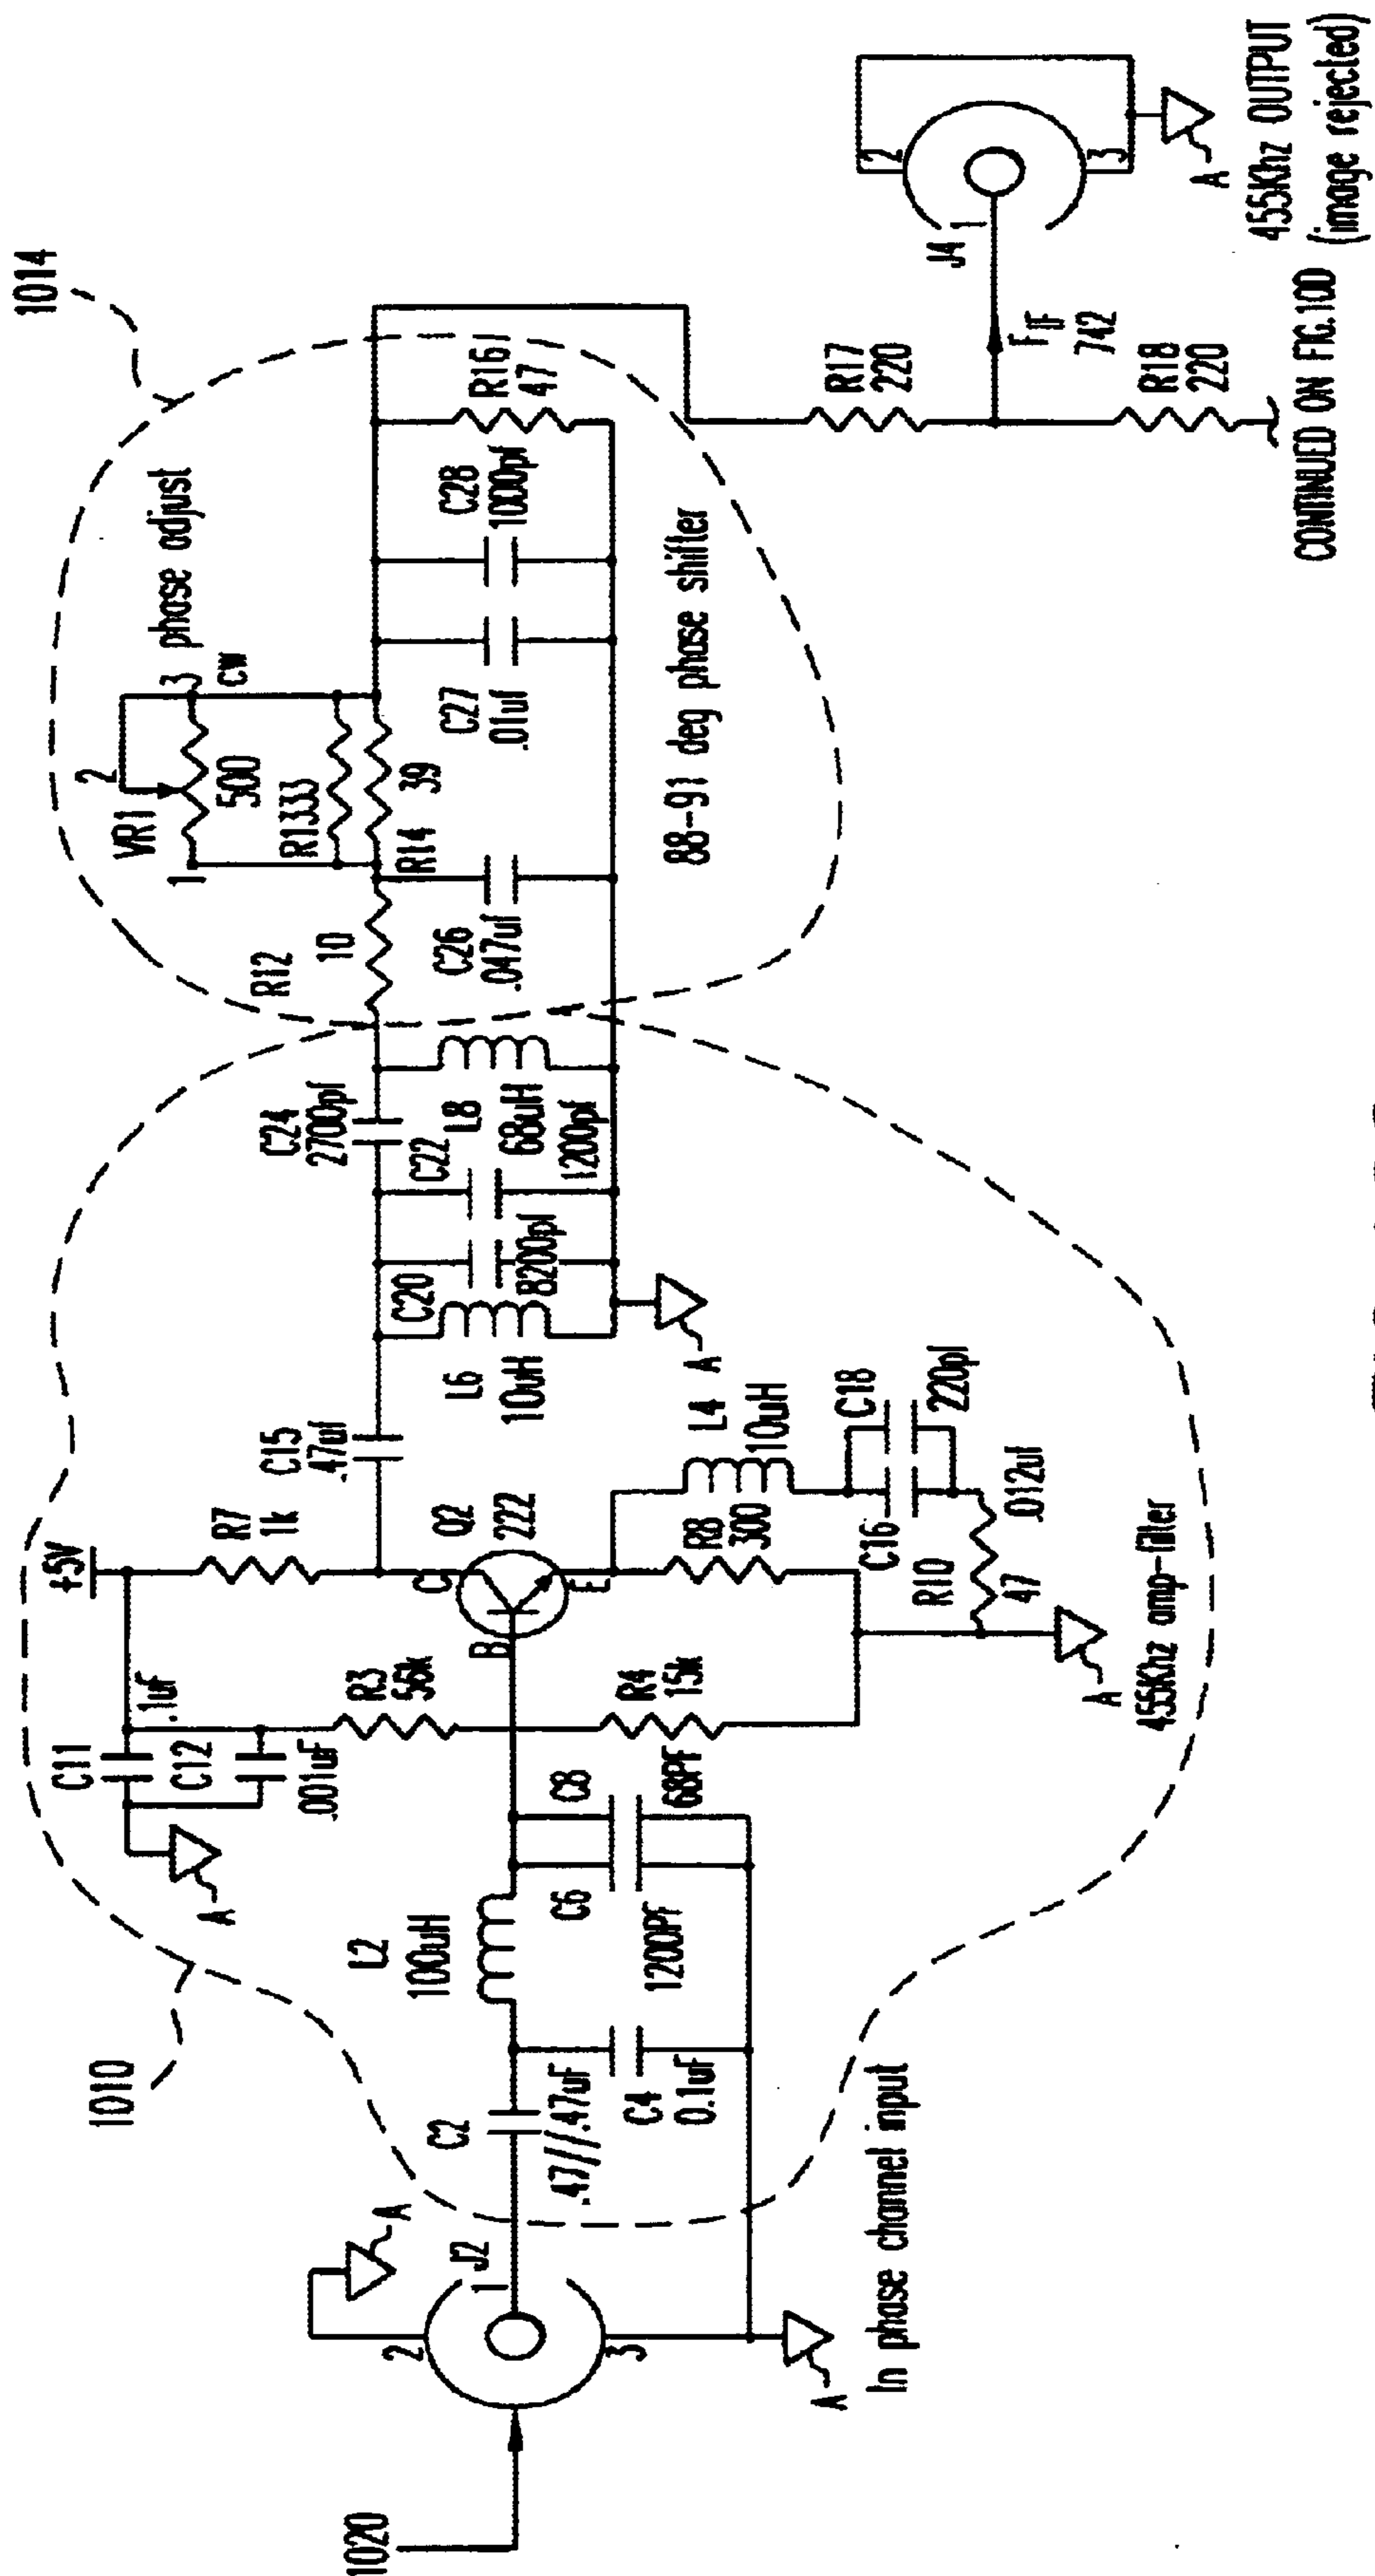 1014
1010
1020
2
A
J2
1
3
A
In phase channel input
C2
.47//.47uF
C4
0.1uF
L2
100uH
C6
1200Pf
C8
68PF
A
C11
C12
.001uF
.1uF
+5V
R3
56k
R4
15k
R7
1k
B
C
E
Q2
222
R8
300
R10
47
A
455Khz amp-filter
C16
.012uf
C18
220pf
L4
10uH
C15
.47uf
L6
10uH
A
C20
8200pf
C22
1200pf
C24
2700pf
L8
68uH
R12
10
C26
.047uf
1
VR1
2
500
3
cw
phase adjust
R1333
R14
39
C27
.01uf
C28
1000pf
R16
47
88-91 deg phase shifter
R17
220
F IF
742
R18
220
CONTINUED ON FIG.10D
J4
1
2
3
A
455Khz OUTPUT
(image rejected)